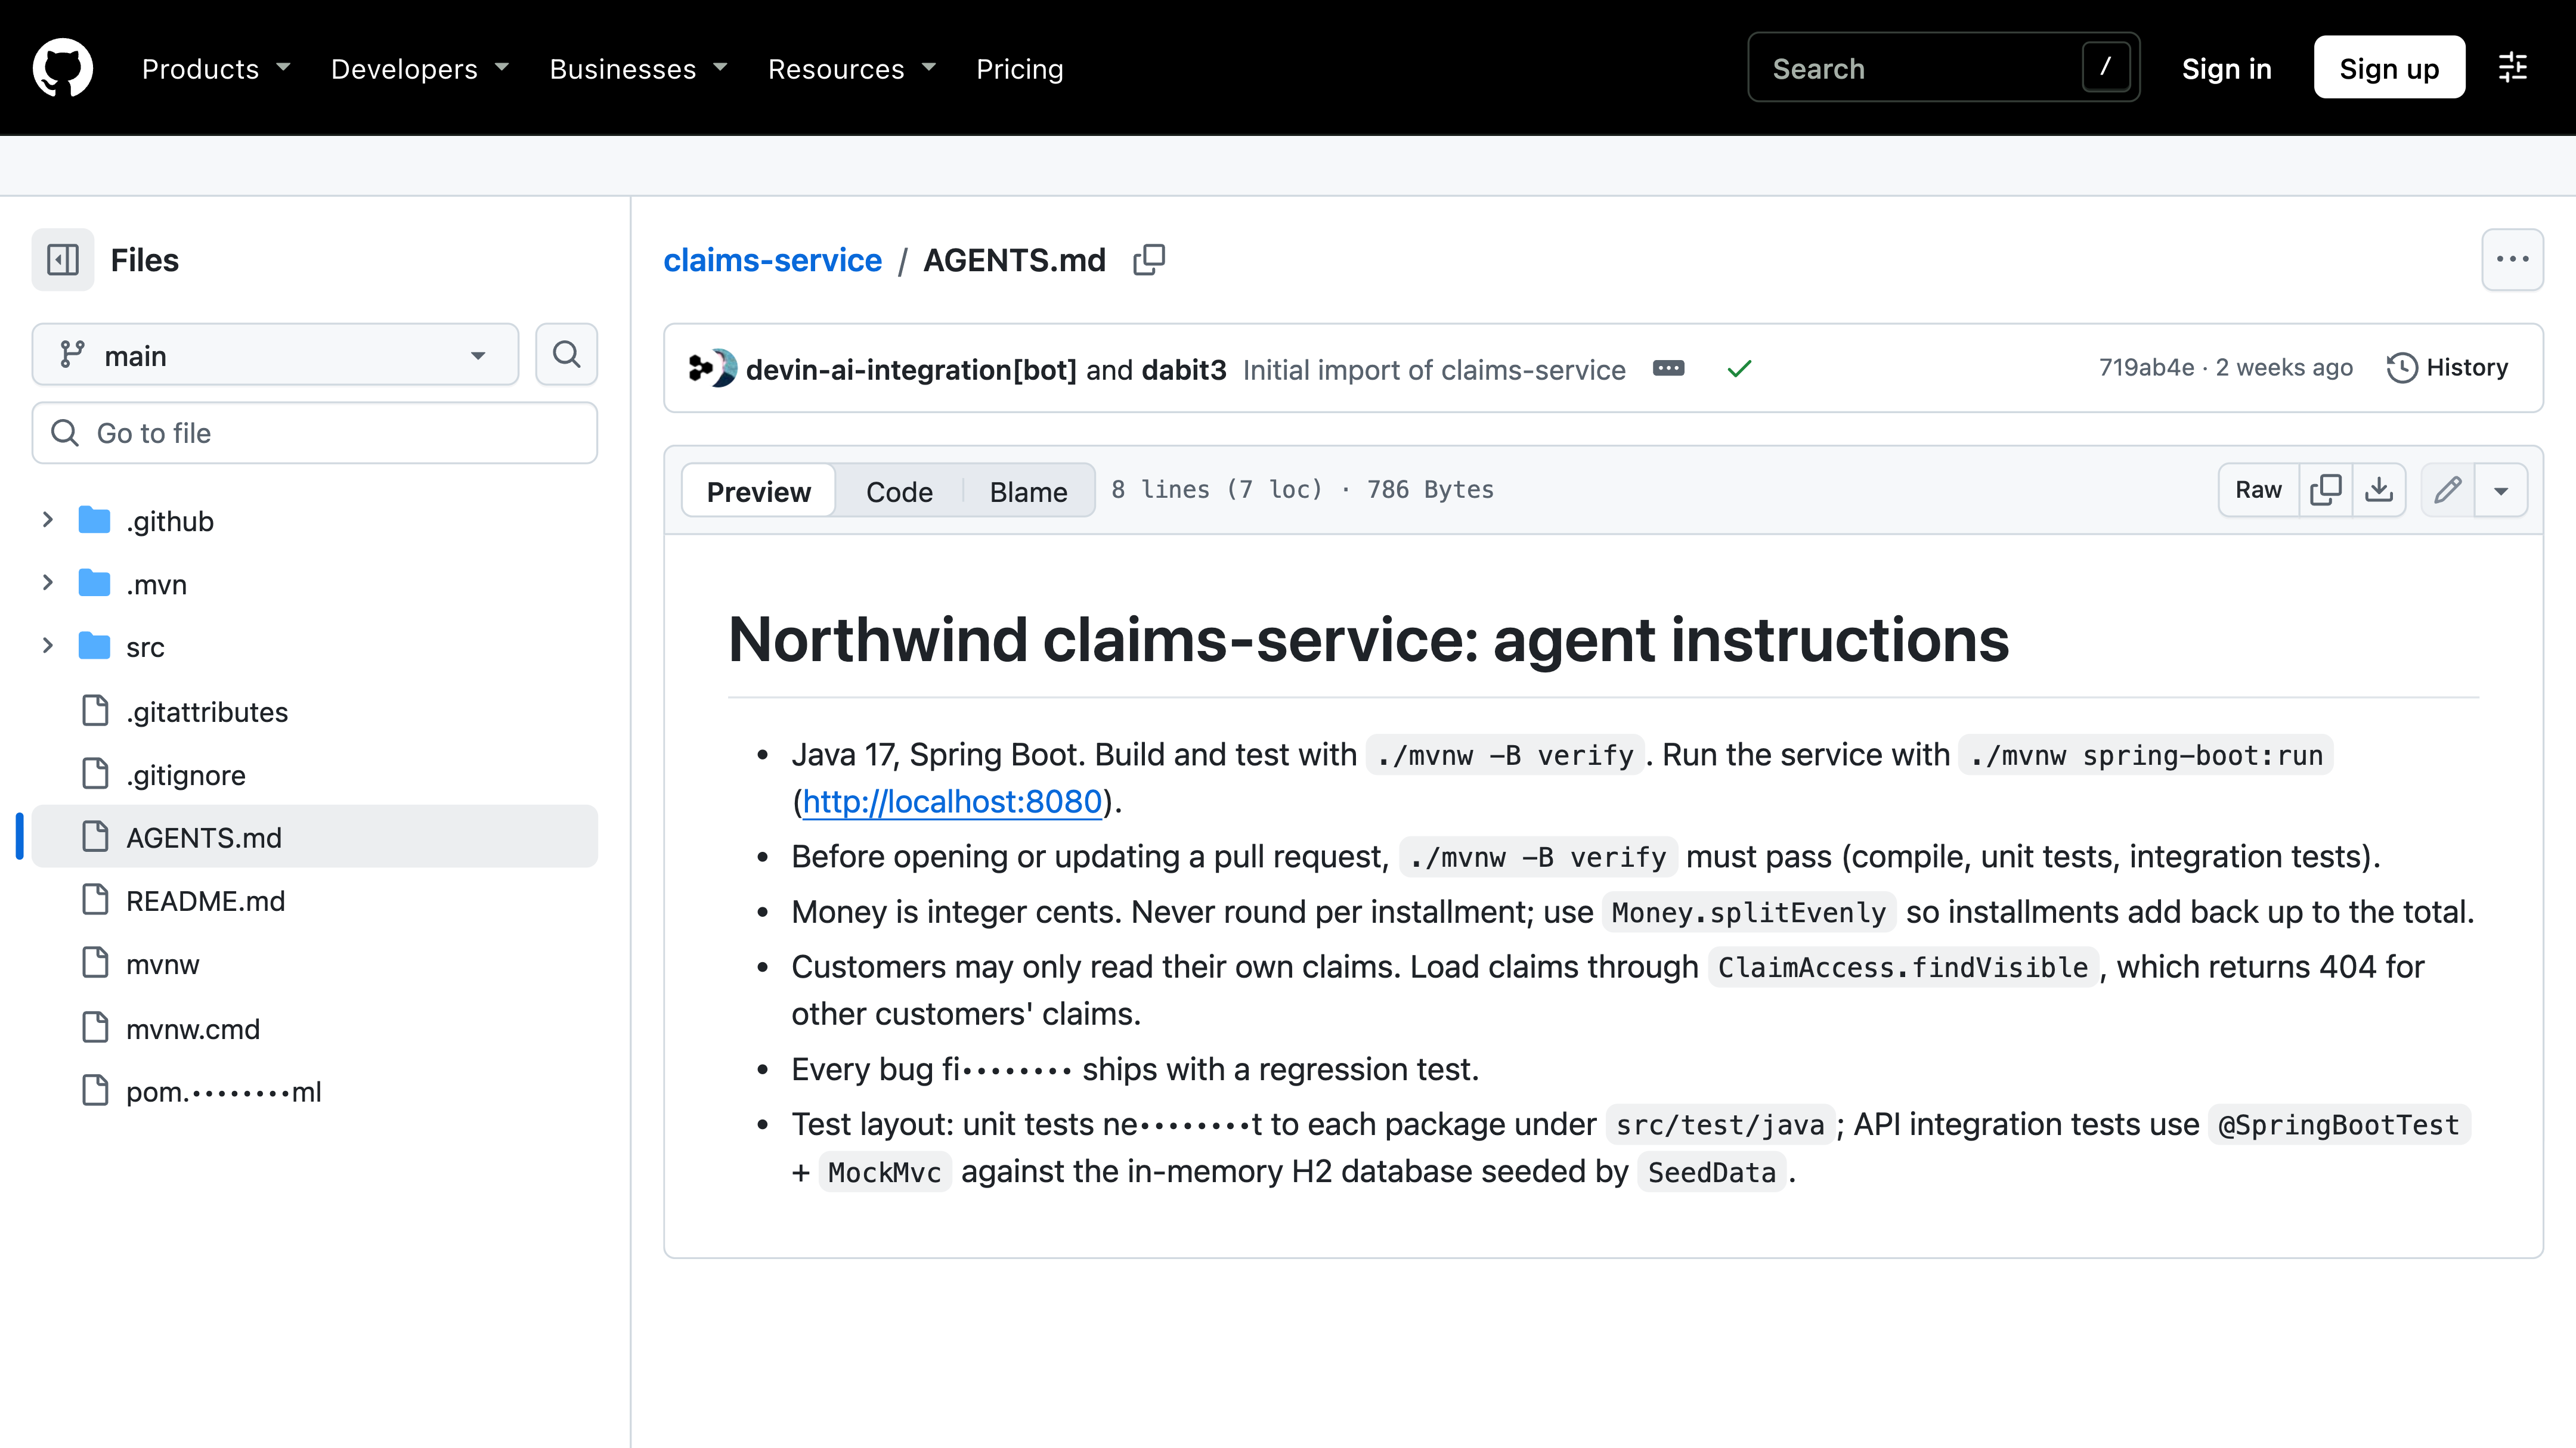 Products Developers Businesses Resources Pricing Search / Sign in Sign up
Files
claims-service / AGENTS.md
main
devin-ai-integration[bot] and dabit3 Initial import of claims-service 719ab4e · 2 weeks ago History
Go to file
Preview Code Blame 8 lines (7 loc) · 786 Bytes Raw
.github
.mvn
src
.gitattributes
.gitignore
AGENTS.md
README.md
mvnw
mvnw.cmd
pom.••••••••ml
Northwind claims-service: agent instructions
• Java 17, Spring Boot. Build and test with ./mvnw -B verify. Run the service with ./mvnw spring-boot:run
(http://localhost:8080).
• Before opening or updating a pull request, ./mvnw -B verify must pass (compile, unit tests, integration tests).
• Money is integer cents. Never round per installment; use Money.splitEvenly so installments add back up to the total.
• Customers may only read their own claims. Load claims through ClaimAccess.findVisible, which returns 404 for
other customers' claims.
• Every bug fi•••••••• ships with a regression test.
• Test layout: unit tests ne••••••••t to each package under src/test/java; API integration tests use @SpringBootTest
+ MockMvc against the in-memory H2 database seeded by SeedData.